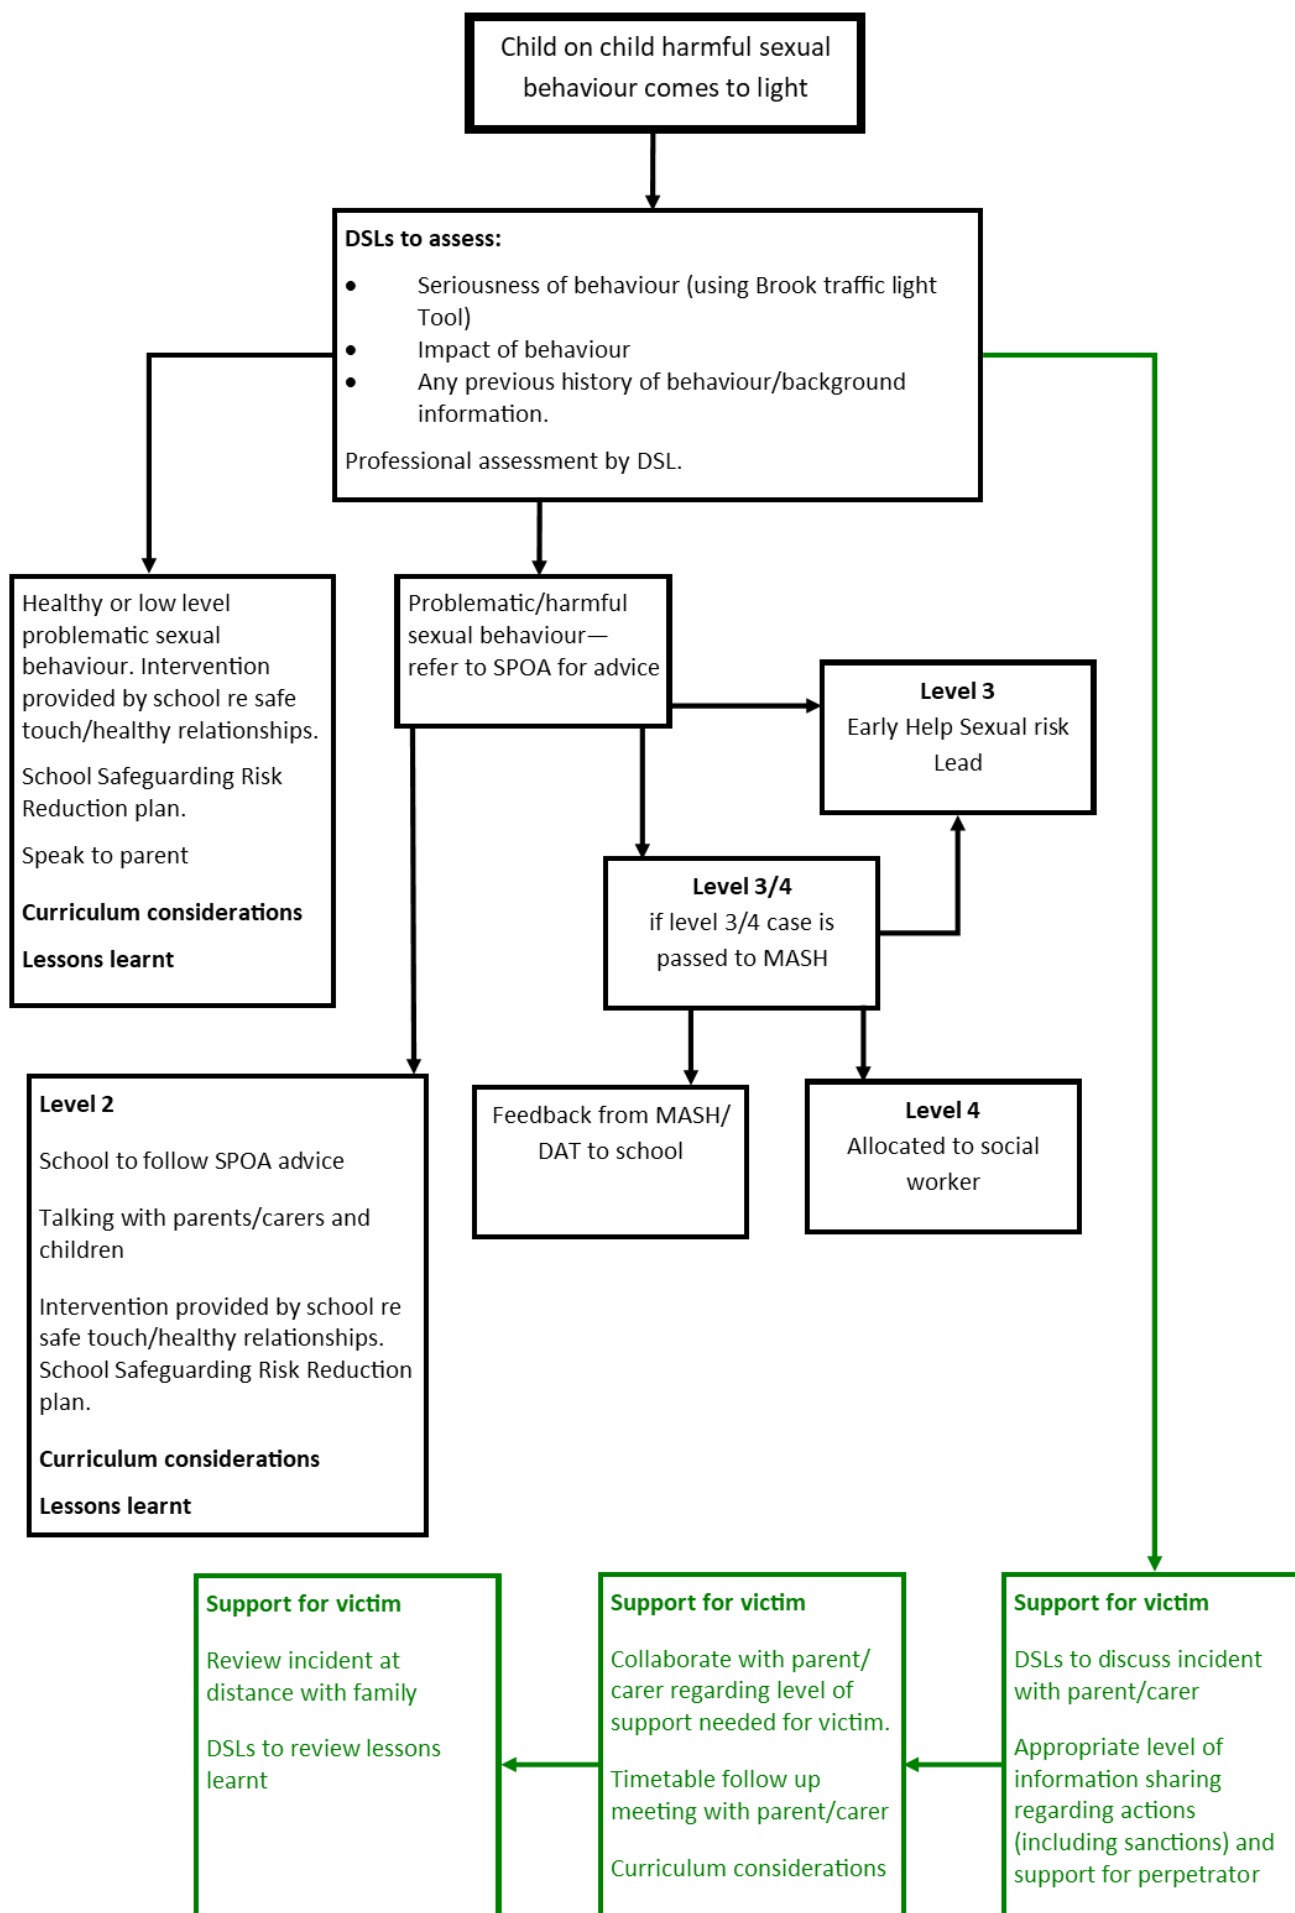 Child on child harmful sexual
behaviour comes to light
DSLs to assess:
• Seriousness of behaviour (using Brook traffic light
Tool)
• Impact of behaviour
• Any previous history of behaviour/background
information.
Professional assessment by DSL.
Healthy or low level
problematic sexual
behaviour. Intervention
provided by school re safe
touch/healthy relationships.
School Safeguarding Risk
Reduction plan.
Speak to parent
Curriculum considerations
Lessons learnt
Problematic/harmful
sexual behaviour—
refer to SPOA for advice
Level 3
Early Help Sexual risk
Lead
Level 3/4
if level 3/4 case is
passed to MASH
Feedback from MASH/
DAT to school
Level 4
Allocated to social
worker
Level 2
School to follow SPOA advice
Talking with parents/carers and
children
Intervention provided by school re
safe touch/healthy relationships.
School Safeguarding Risk Reduction
plan.
Curriculum considerations
Lessons learnt
Support for victim
DSLs to discuss incident
with parent/carer
Appropriate level of
information sharing
regarding actions
(including sanctions) and
support for perpetrator
Support for victim
Collaborate with parent/
carer regarding level of
support needed for victim.
Timetable follow up
meeting with parent/carer
Curriculum considerations
Support for victim
Review incident at
distance with family
DSLs to review lessons
learnt